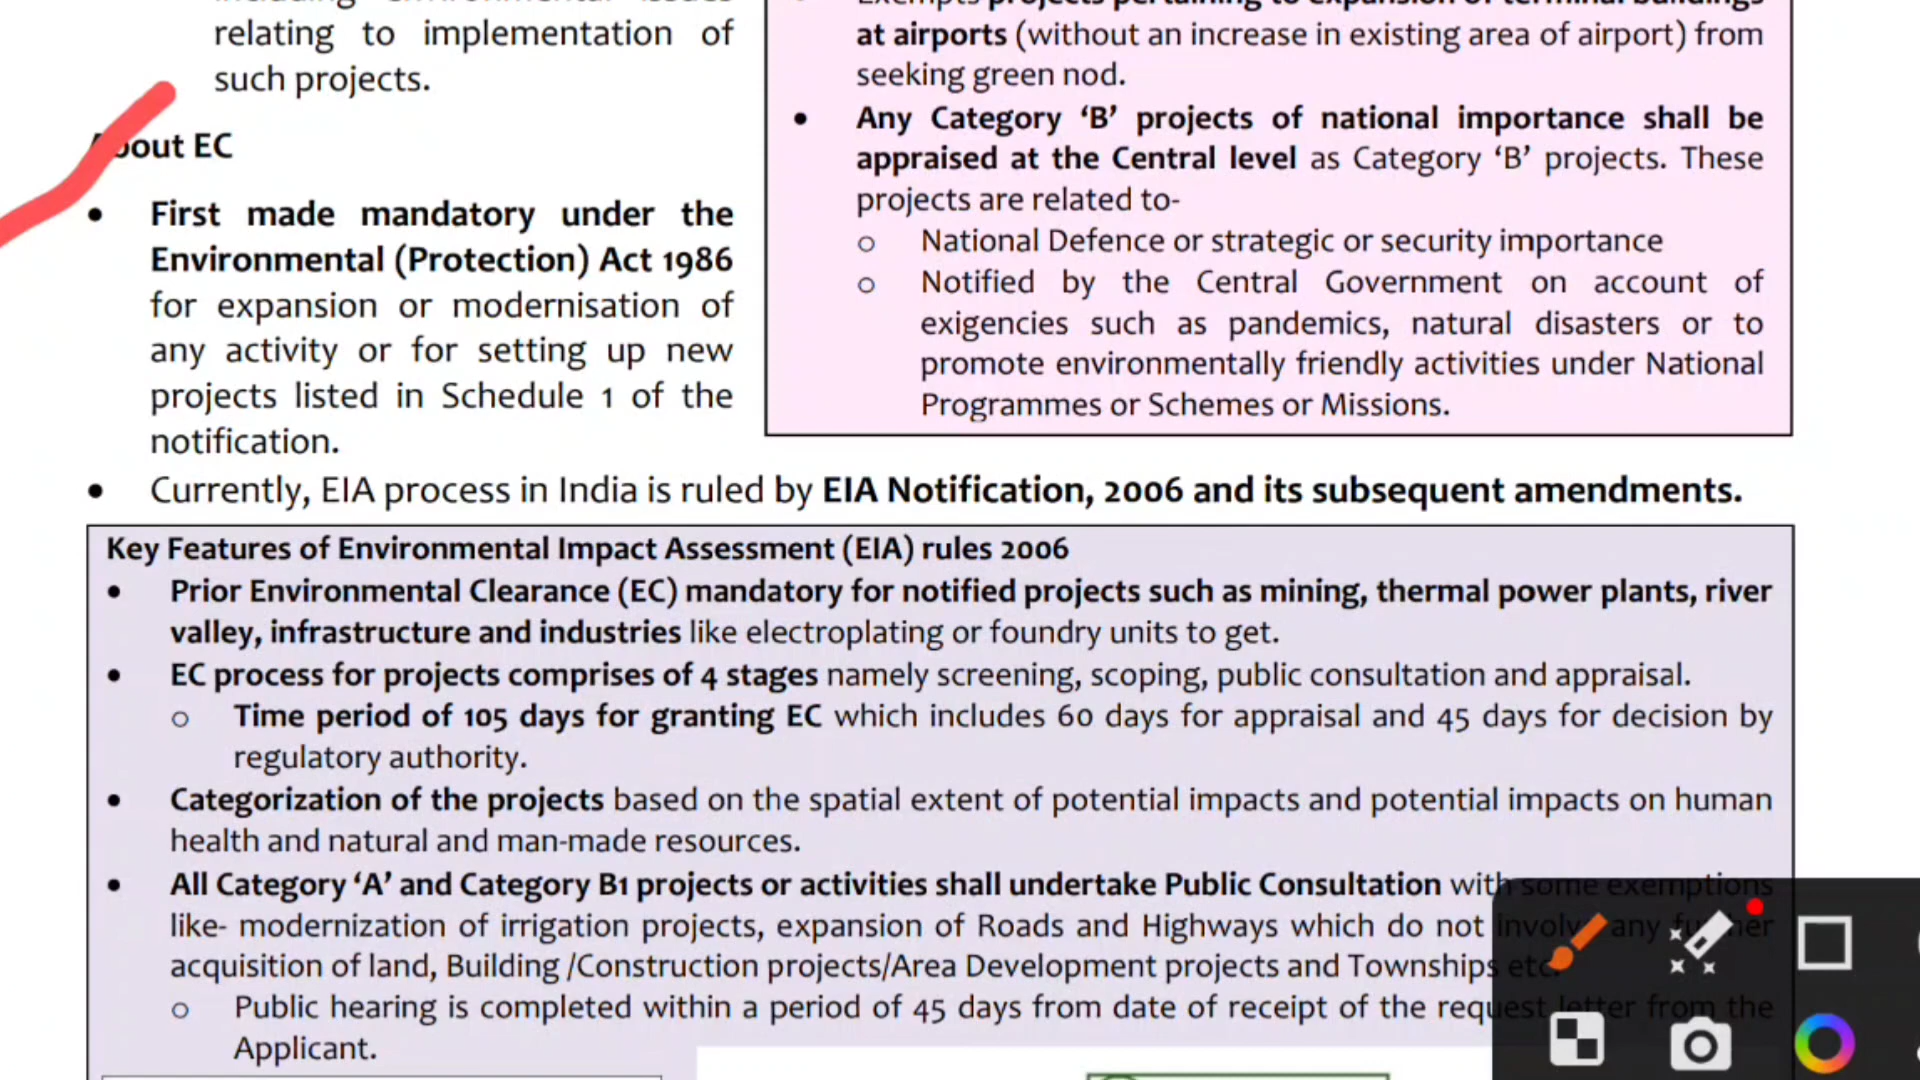 relating to implementation of
such projects.
About EC
• First made mandatory under the
Environmental (Protection) Act 1986
for expansion or modernisation of
any activity or for setting up new
projects listed in Schedule 1 of the
notification.
Exempts projects pertaining to expansion of terminal buildings
at airports (without an increase in existing area of airport) from
seeking green nod.
• Any Category ‘B’ projects of national importance shall be
appraised at the Central level as Category ‘B’ projects. These
projects are related to-
o National Defence or strategic or security importance
o Notified by the Central Government on account of
exigencies such as pandemics, natural disasters or to
promote environmentally friendly activities under National
Programmes or Schemes or Missions.
• Currently, EIA process in India is ruled by EIA Notification, 2006 and its subsequent amendments.
Key Features of Environmental Impact Assessment (EIA) rules 2006
• Prior Environmental Clearance (EC) mandatory for notified projects such as mining, thermal power plants, river
valley, infrastructure and industries like electroplating or foundry units to get.
• EC process for projects comprises of 4 stages namely screening, scoping, public consultation and appraisal.
o Time period of 105 days for granting EC which includes 60 days for appraisal and 45 days for decision by
regulatory authority.
• Categorization of the projects based on the spatial extent of potential impacts and potential impacts on human
health and natural and man-made resources.
• All Category ‘A’ and Category B1 projects or activities shall undertake Public Consultation with some exemptions
like- modernization of irrigation projects, expansion of Roads and Highways which do not involve any further
acquisition of land, Building /Construction projects/Area Development projects and Townships etc.
o Public hearing is completed within a period of 45 days from date of receipt of the request letter from the
Applicant.